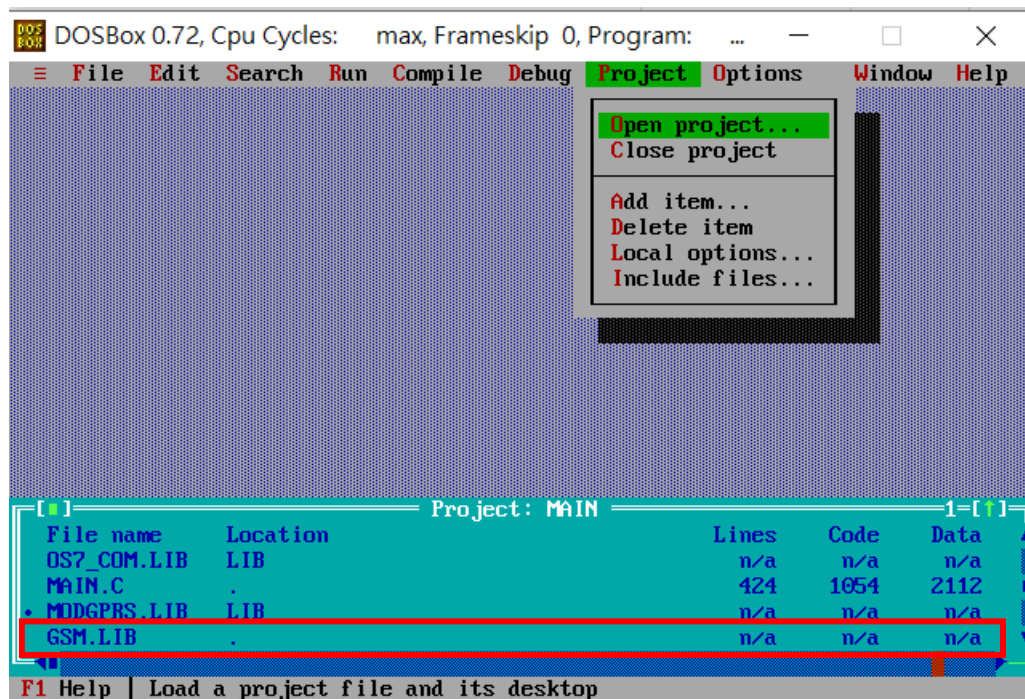 DOS BOX DOSBox 0.72, Cpu Cycles: max, Frameskip 0, Program: ...
≡ File Edit Search Run Compile Debug Project Options Window Help
Open project...
Close project
Add item...
Delete item
Local options...
Include files...
[■] Project: MAIN 1=[↑]
File name Location Lines Code Data
OS7_COM.LIB LIB n/a n/a n/a
MAIN.C . 424 1054 2112
• MODGPRS.LIB LIB n/a n/a n/a
GSM.LIB . n/a n/a n/a
F1 Help | Load a project file and its desktop